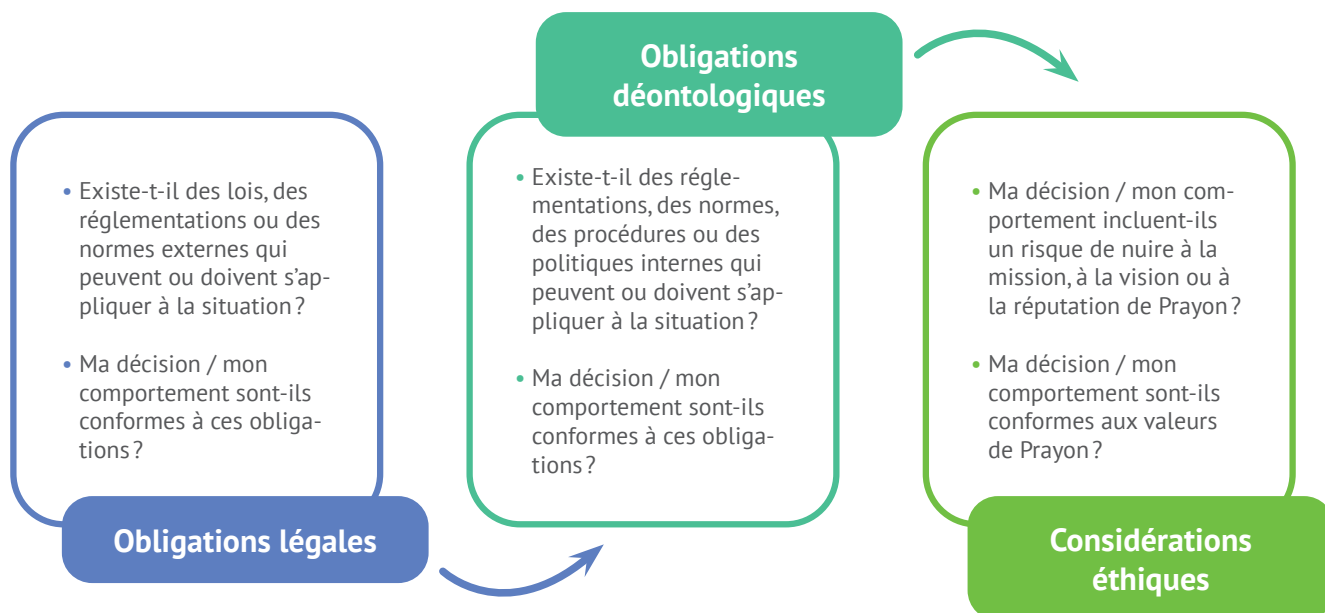 • Existe-t-il des lois, des
réglementations ou des
normes externes qui
peuvent ou doivent s'ap-
pliquer à la situation ?
• Ma décision / mon
comportement sont-ils
conformes à ces obliga-
tions ?
Obligations légales
Obligations
déontologiques
• Existe-t-il des régle-
mentations, des normes,
des procédures ou des
politiques internes qui
peuvent ou doivent s'ap-
pliquer à la situation ?
• Ma décision / mon
comportement sont-ils
conformes à ces obliga-
tions ?
• Ma décision / mon com-
portement incluent-ils
un risque de nuire à la
mission, à la vision ou à
la réputation de Prayon ?
• Ma décision / mon
comportement sont-ils
conformes aux valeurs
de Prayon ?
Considérations
éthiques